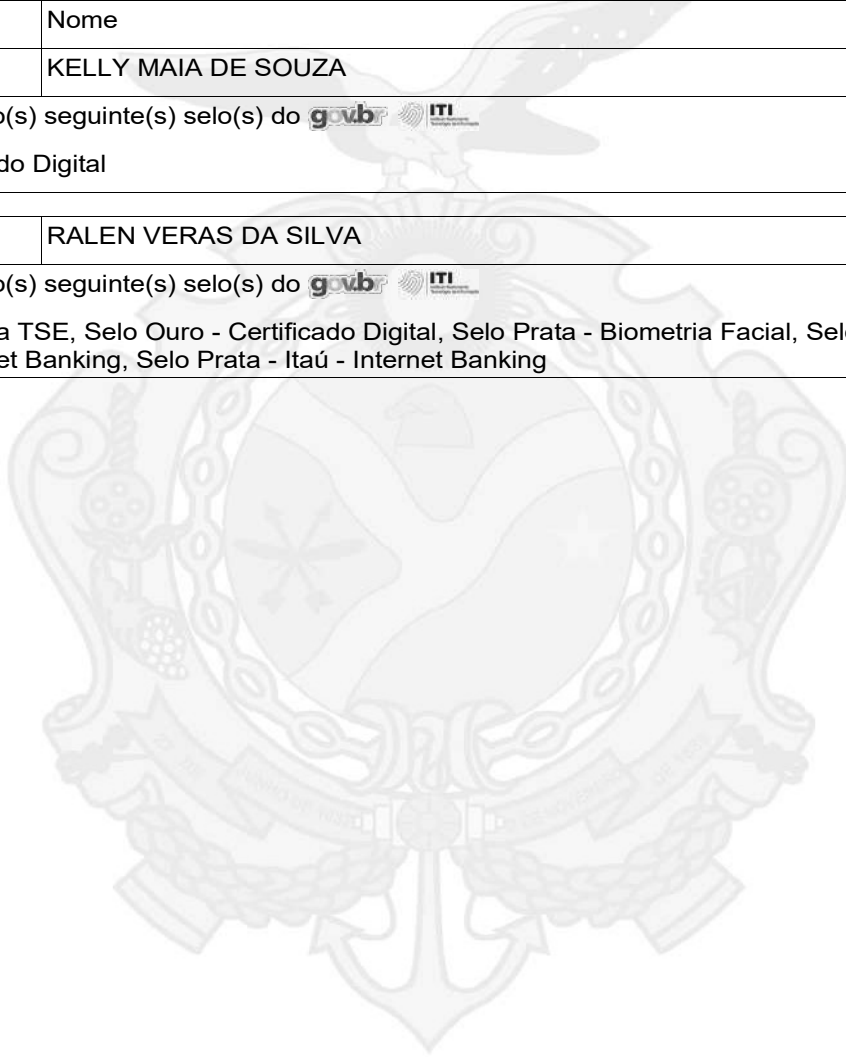 Nome
KELLY MAIA DE SOUZA
o(s) seguinte(s) selo(s) do gov.br ITI
do Digital
RALEN VERAS DA SILVA
o(s) seguinte(s) selo(s) do gov.br ITI
a TSE, Selo Ouro - Certificado Digital, Selo Prata - Biometria Facial, Sel
et Banking, Selo Prata - Itaú - Internet Banking